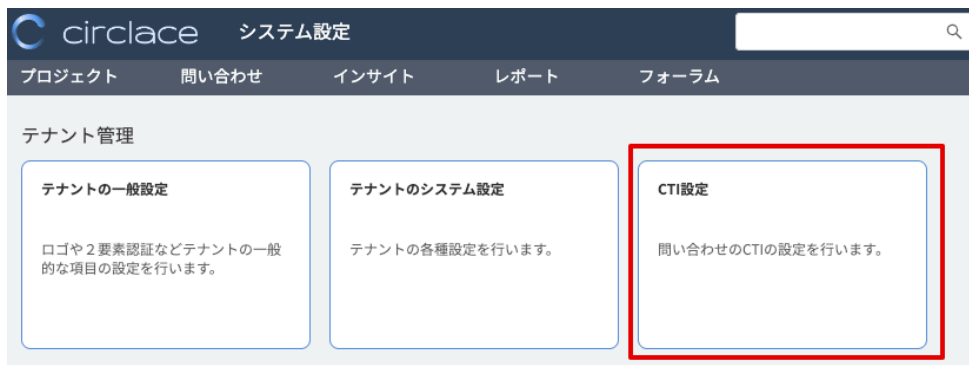 circlace システム設定
プロジェクト 問い合わせ インサイト レポート フォーラム
テナント管理
テナントの一般設定
ロゴや２要素認証などテナントの一般
的な項目の設定を行います。
テナントのシステム設定
テナントの各種設定を行います。
CTI設定
問い合わせのCTIの設定を行います。